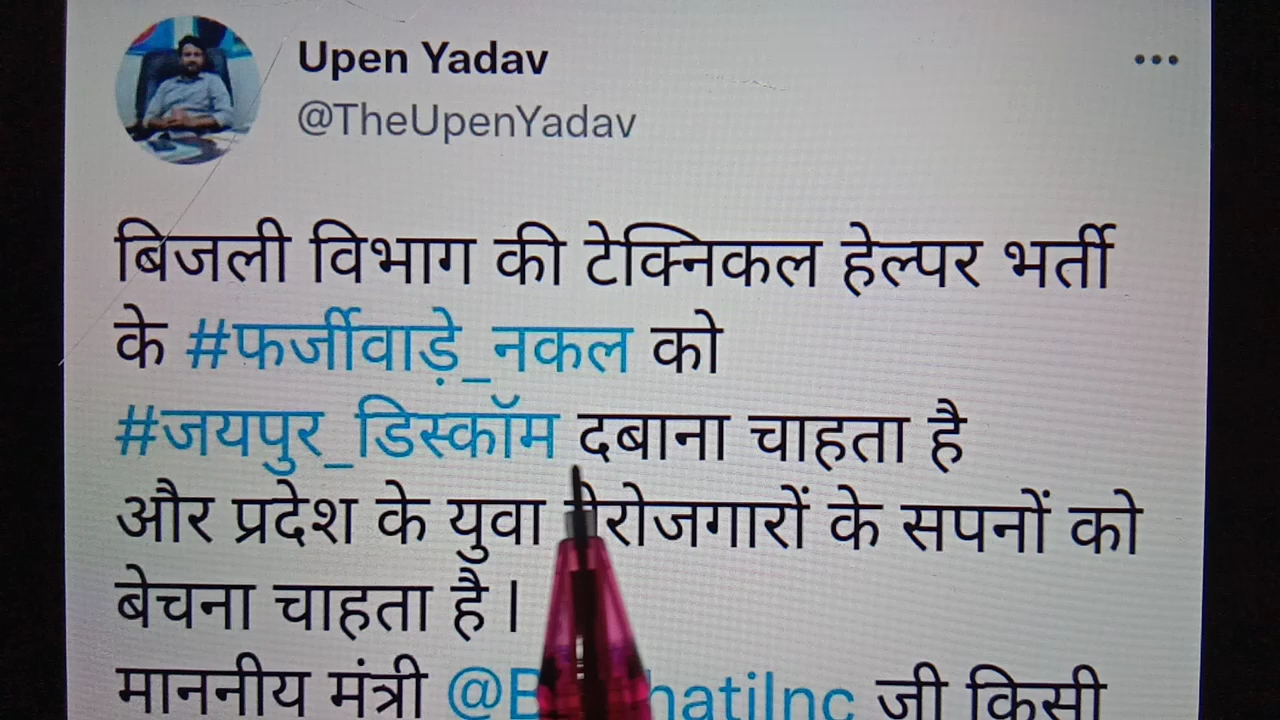 Upen Yadav
@TheUpenYadav
बिजली विभाग की टेक्निकल हेल्पर भर्ती
के #फर्जीवाड़े_नकल को
#जयपुर_डिस्कॉम दबाना चाहता है
और प्रदेश के युवा के सपनों को
बेचना चाहता है।
माननीय मंत्री जी किसी